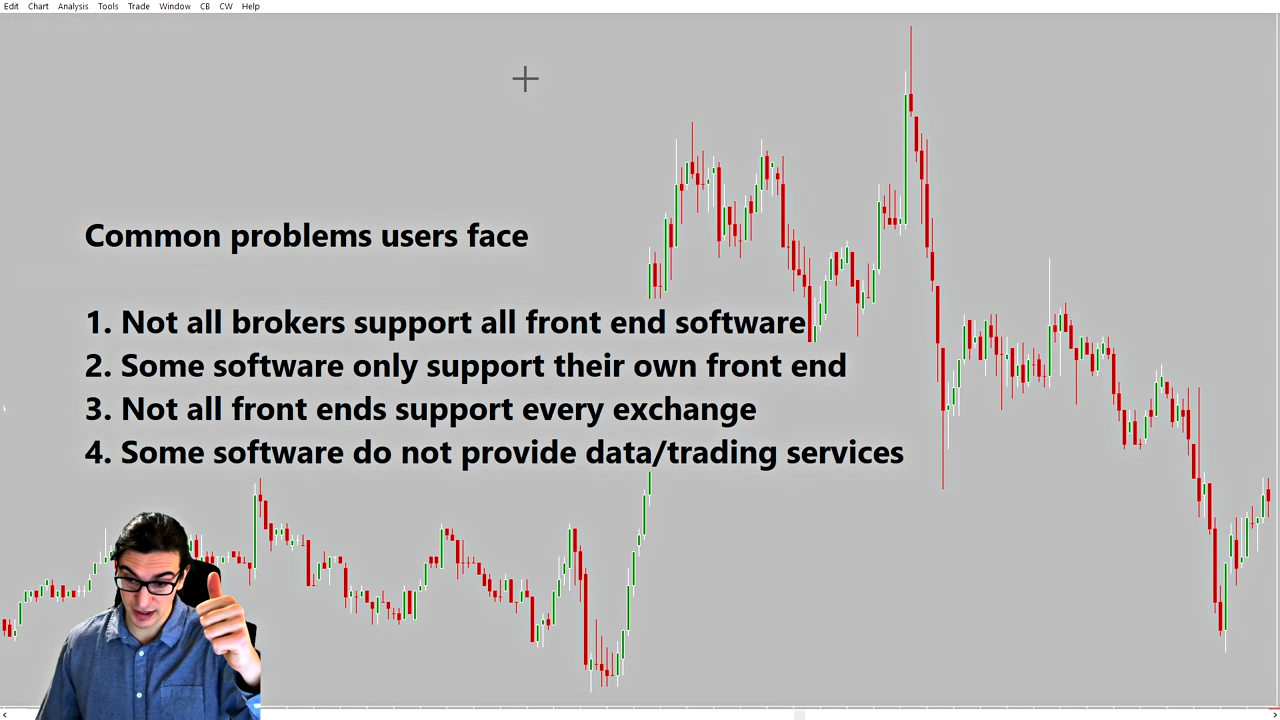 Edit Chart Analysis Tools Trade Window CB CW Help
Common problems users face
1. Not all brokers support all front end software
2. Some software only support their own front end
3. Not all front ends support every exchange
4. Some software do not provide data/trading services